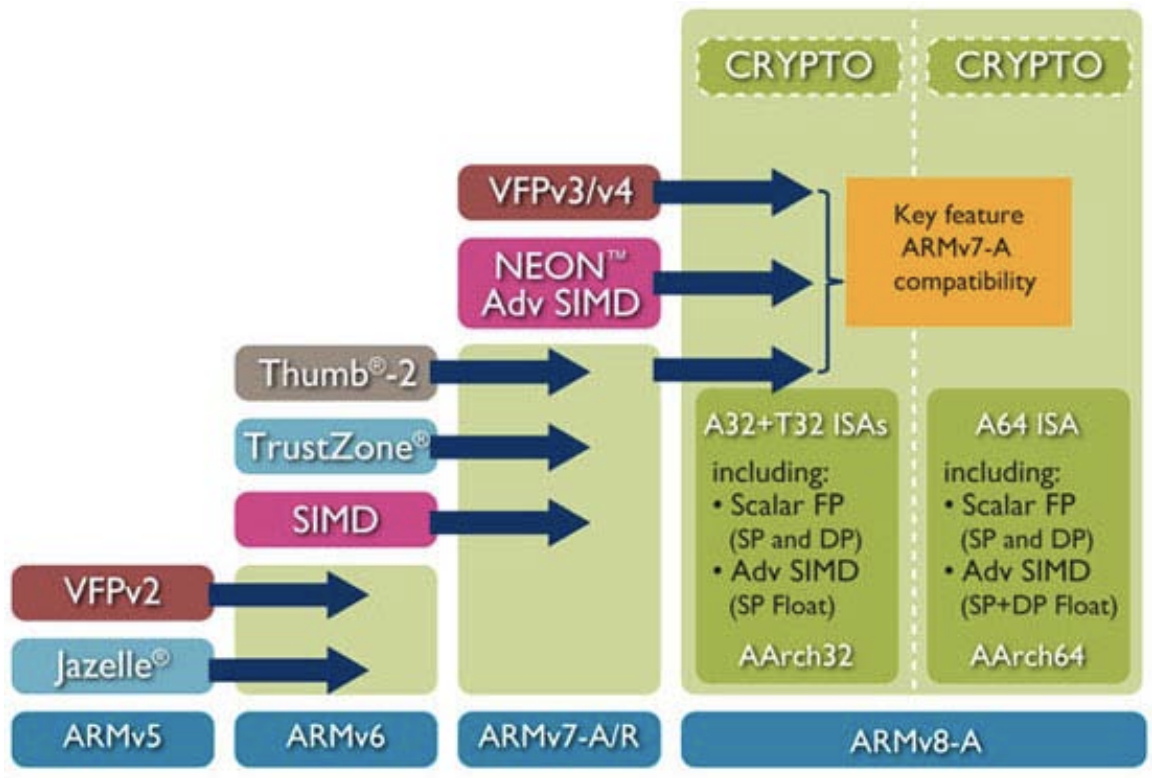 CRYPTO
CRYPTO
VFPv3/v4
NEON™
Adv SIMD
Key feature
ARMv7-A
compatibility
Thumb®-2
TrustZone®
SIMD
VFPv2
Jazelle®
A32+T32 ISAs
including:
• Scalar FP
(SP and DP)
• Adv SIMD
(SP Float)
AArch32
A64 ISA
including:
• Scalar FP
(SP and DP)
• Adv SIMD
(SP+DP Float)
AArch64
ARMv5
ARMv6
ARMv7-A/R
ARMv8-A